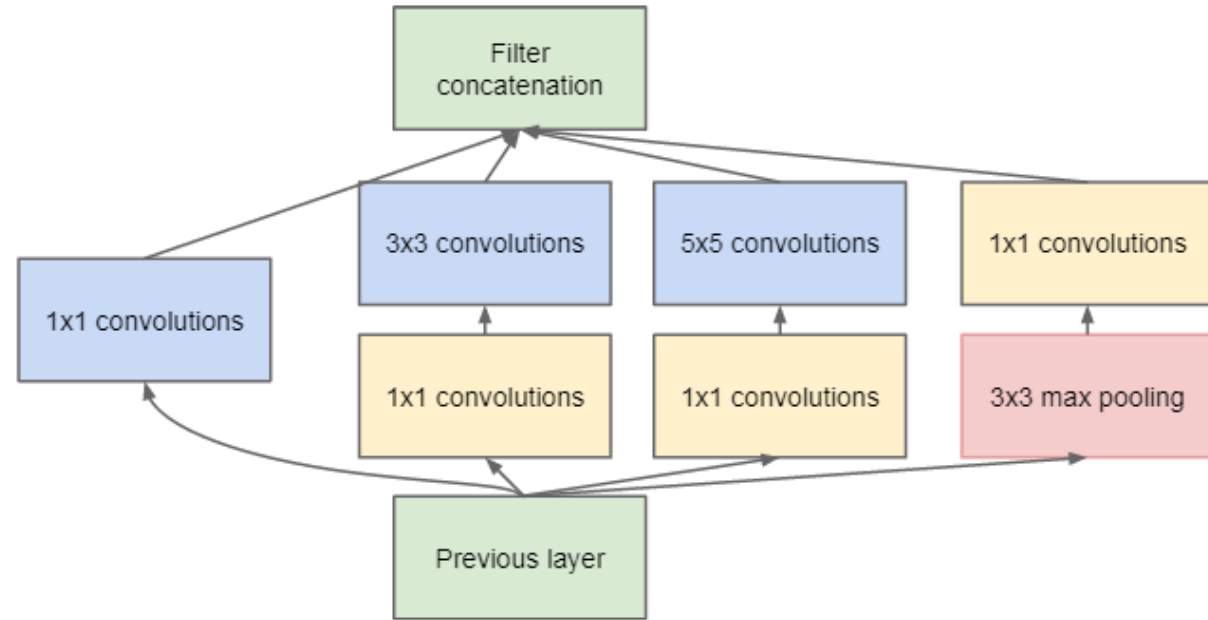 Filter
concatenation
3x3 convolutions
5x5 convolutions
1x1 convolutions
1x1 convolutions
1x1 convolutions
1x1 convolutions
3x3 max pooling
Previous layer